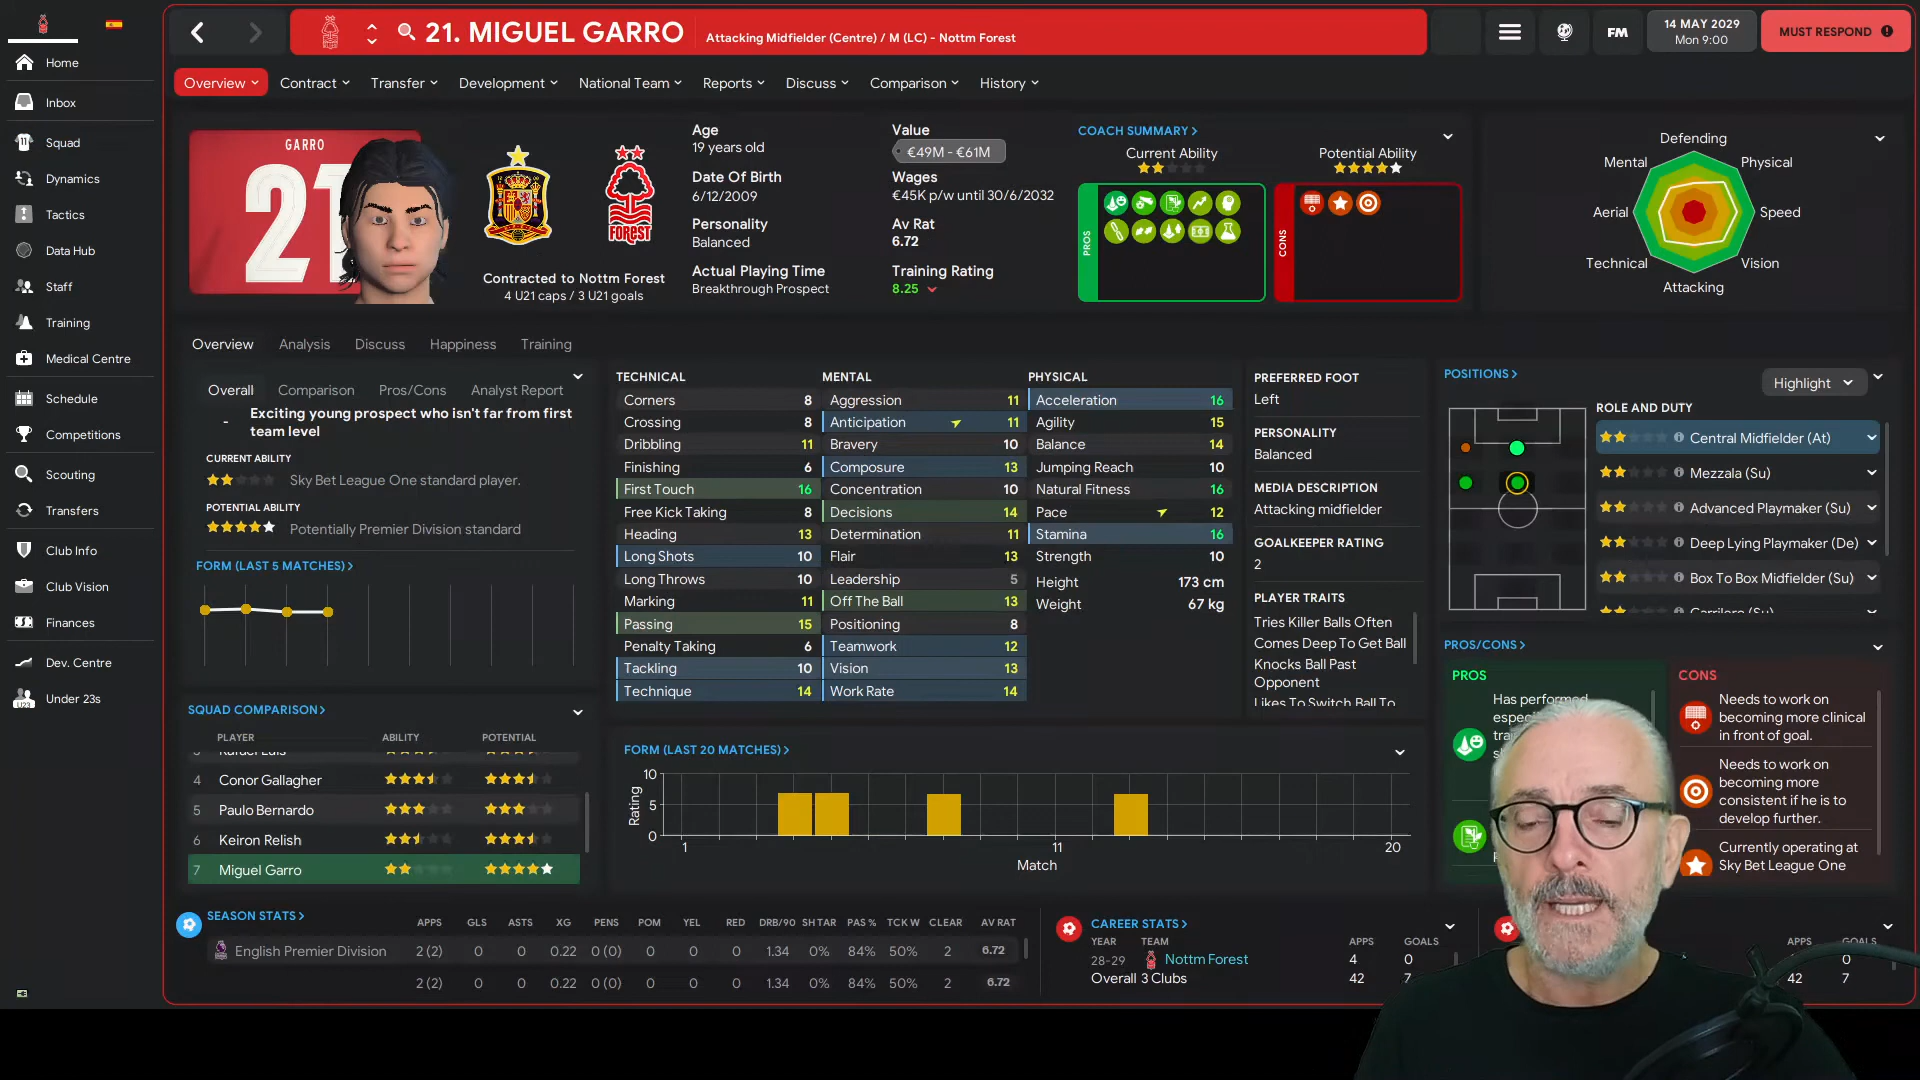 21. MIGUEL GARRO
Attacking Midfielder (Centre) / M (LC) - Nottm Forest
FM
14 MAY 2029
Mon 9:00
MUST RESPOND
Home
Inbox
Squad
Dynamics
Tactics
Data Hub
Staff
Training
Medical Centre
Schedule
Competitions
Scouting
Transfers
Club Info
Club Vision
Finances
Dev. Centre
Under 23s
Overview
Contract
Transfer
Development
National Team
Reports
Discuss
Comparison
History
GARRO
21
FOREST
Contracted to Nottm Forest
4 U21 caps / 3 U21 goals
Age
19 years old
Date Of Birth
6/12/2009
Personality
Balanced
Actual Playing Time
Breakthrough Prospect
Value
€49M - €61M
Wages
€45K p/w until 30/6/2032
Av Rat
6.72
Training Rating
8.25
COACH SUMMARY >
Current Ability
Potential Ability
PROS
CONS
Defending
Mental
Physical
Aerial
Speed
Technical
Vision
Attacking
Overview
Analysis
Discuss
Happiness
Training
Overall
Comparison
Pros/Cons
Analyst Report
- Exciting young prospect who isn't far from first
team level
CURRENT ABILITY
Sky Bet League One standard player.
POTENTIAL ABILITY
Potentially Premier Division standard
FORM (LAST 5 MATCHES) >
SQUAD COMPARISON >
PLAYER ABILITY POTENTIAL
4 Conor Gallagher
5 Paulo Bernardo
6 Keiron Relish
7 Miguel Garro
TECHNICAL
Corners 8
Crossing 8
Dribbling 11
Finishing 6
First Touch 16
Free Kick Taking 8
Heading 13
Long Shots 10
Long Throws 10
Marking 11
Passing 15
Penalty Taking 6
Tackling 10
Technique 14
MENTAL
Aggression 11
Anticipation 11
Bravery 10
Composure 13
Concentration 10
Decisions 14
Determination 11
Flair 13
Leadership 5
Off The Ball 13
Positioning 8
Teamwork 12
Vision 13
Work Rate 14
PHYSICAL
Acceleration 16
Agility 15
Balance 14
Jumping Reach 10
Natural Fitness 16
Pace 12
Stamina 16
Strength 10
Height 173 cm
Weight 67 kg
PREFERRED FOOT
Left
PERSONALITY
Balanced
MEDIA DESCRIPTION
Attacking midfielder
GOALKEEPER RATING
2
PLAYER TRAITS
Tries Killer Balls Often
Comes Deep To Get Ball
Knocks Ball Past
Opponent
Likes To Switch Ball To
POSITIONS >
Highlight
ROLE AND DUTY
Central Midfielder (At)
Mezzala (Su)
Advanced Playmaker (Su)
Deep Lying Playmaker (De)
Box To Box Midfielder (Su)
Carrilero (Su)
PROS/CONS >
PROS
Has performed
CONS
Needs to work on
becoming more clinical
in front of goal.
Needs to work on
becoming more
consistent if he is to
develop further.
Currently operating at
Sky Bet League One
FORM (LAST 20 MATCHES) >
Rating
10
5
0
1 11 20
Match
SEASON STATS >
APPS GLS ASTS XG PENS POM YEL RED DRB/90 SH TAR PAS % TCK W CLEAR AV RAT
English Premier Division 2 (2) 0 0 0.22 0 (0) 0 0 0 1.34 0% 84% 50% 2 6.72
2 (2) 0 0 0.22 0 (0) 0 0 0 1.34 0% 84% 50% 2 6.72
CAREER STATS >
YEAR TEAM APPS GOALS
28-29 Nottm Forest 4 0
Overall 3 Clubs 42 7
APPS GOALS
0
42 7